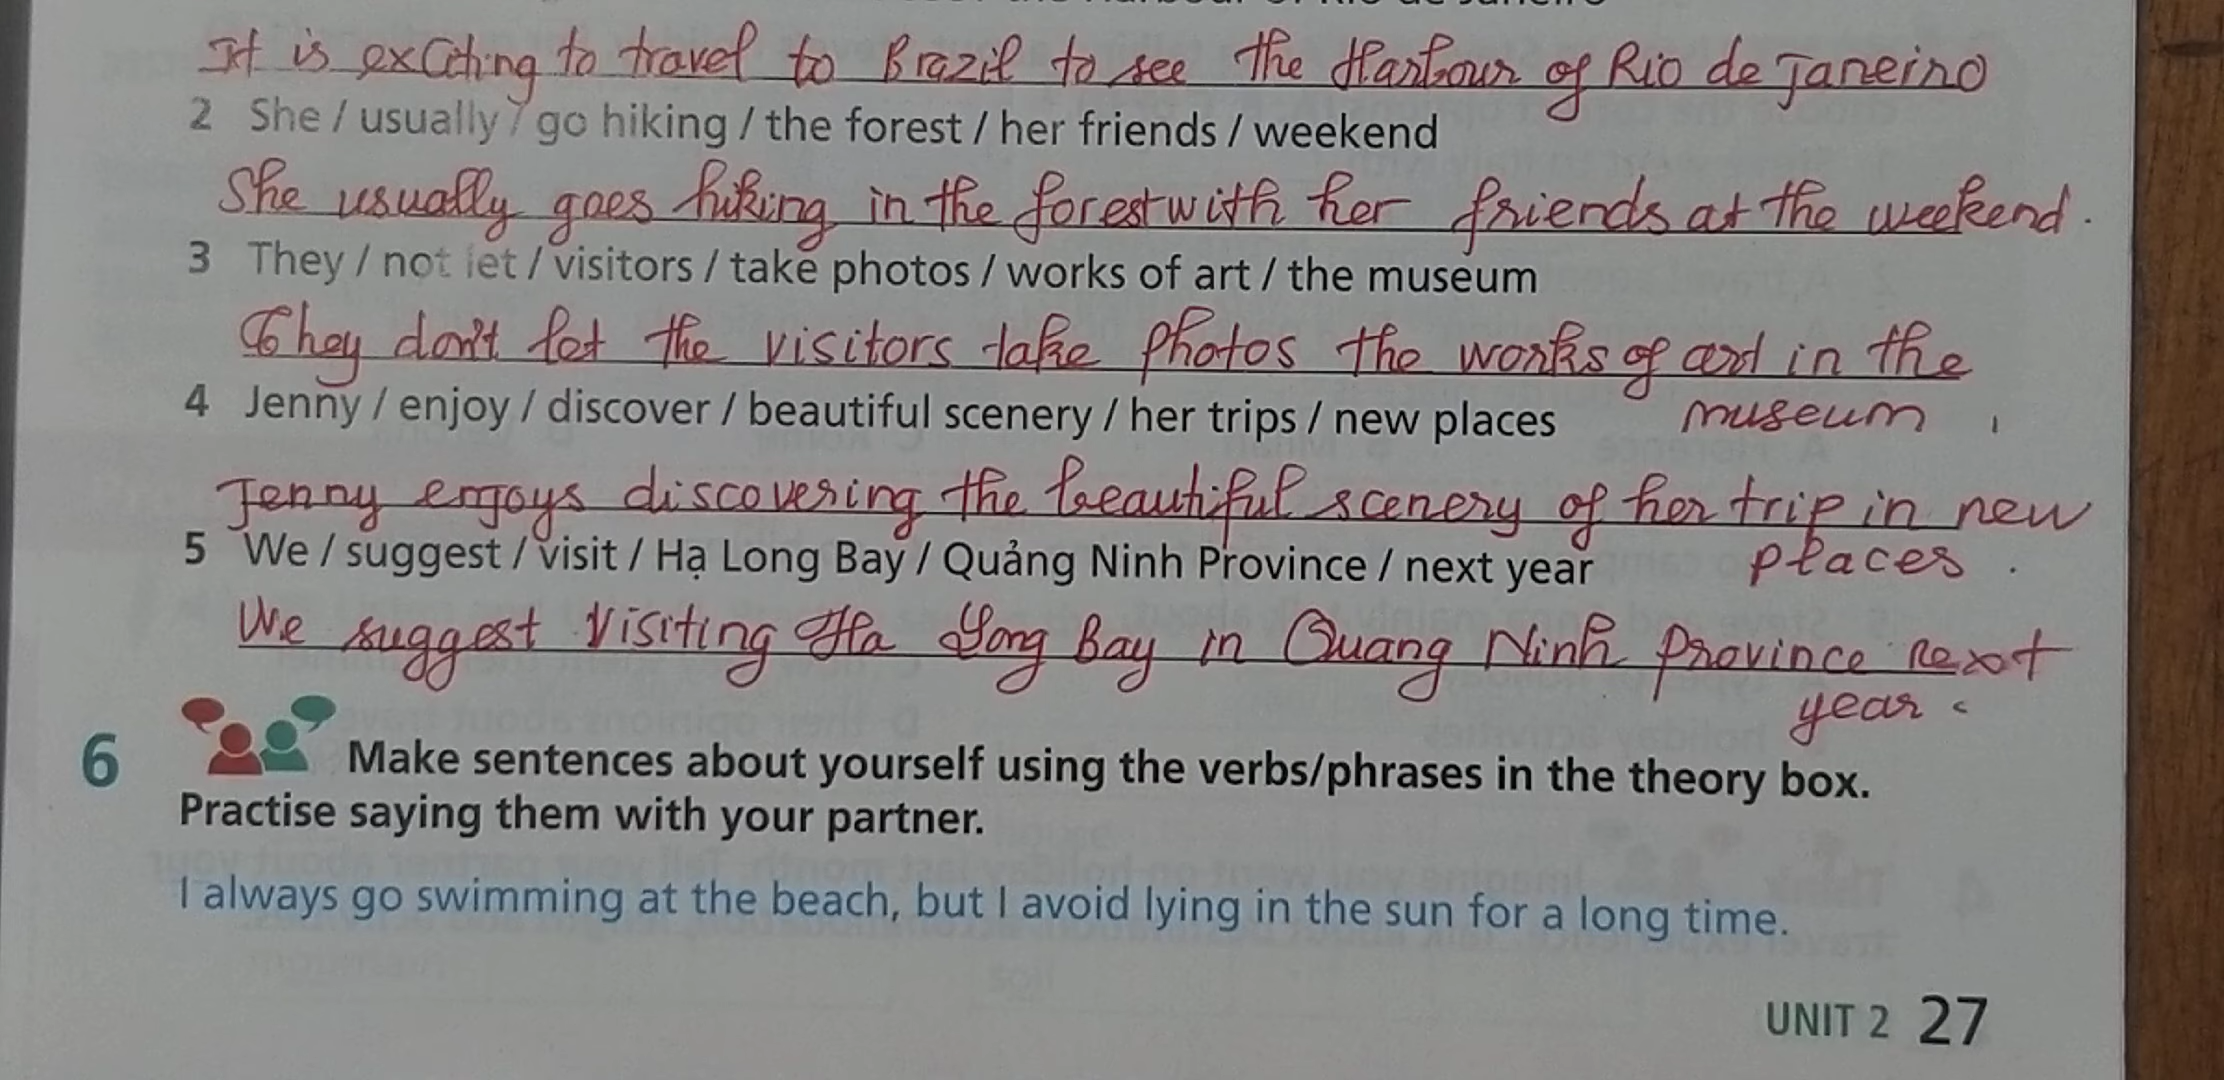 It is exciting to travel to Brazil to see the Harbour of Rio de Janeiro
2 She / usually / go hiking / the forest / her friends / weekend
She usually goes hiking in the forest with her friends at the weekend.
3 They / not let / visitors / take photos / works of art / the museum
They don't let the visitors take photos the works of art in the
museum.
4 Jenny / enjoy / discover / beautiful scenery / her trips / new places
Jenny enjoys discovering the beautiful scenery of her trip in new
places.
5 We / suggest / visit / Hạ Long Bay / Quảng Ninh Province / next year
We suggest visiting Ha Long Bay in Quang Ninh Province next
year.
6 Make sentences about yourself using the verbs/phrases in the theory box.
Practise saying them with your partner.
I always go swimming at the beach, but I avoid lying in the sun for a long time.
UNIT 2 27